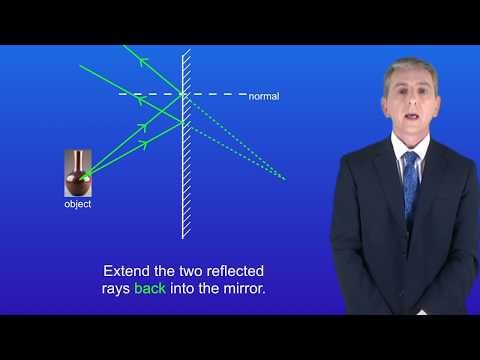 normal
object
Extend the two reflected
rays back into the mirror.